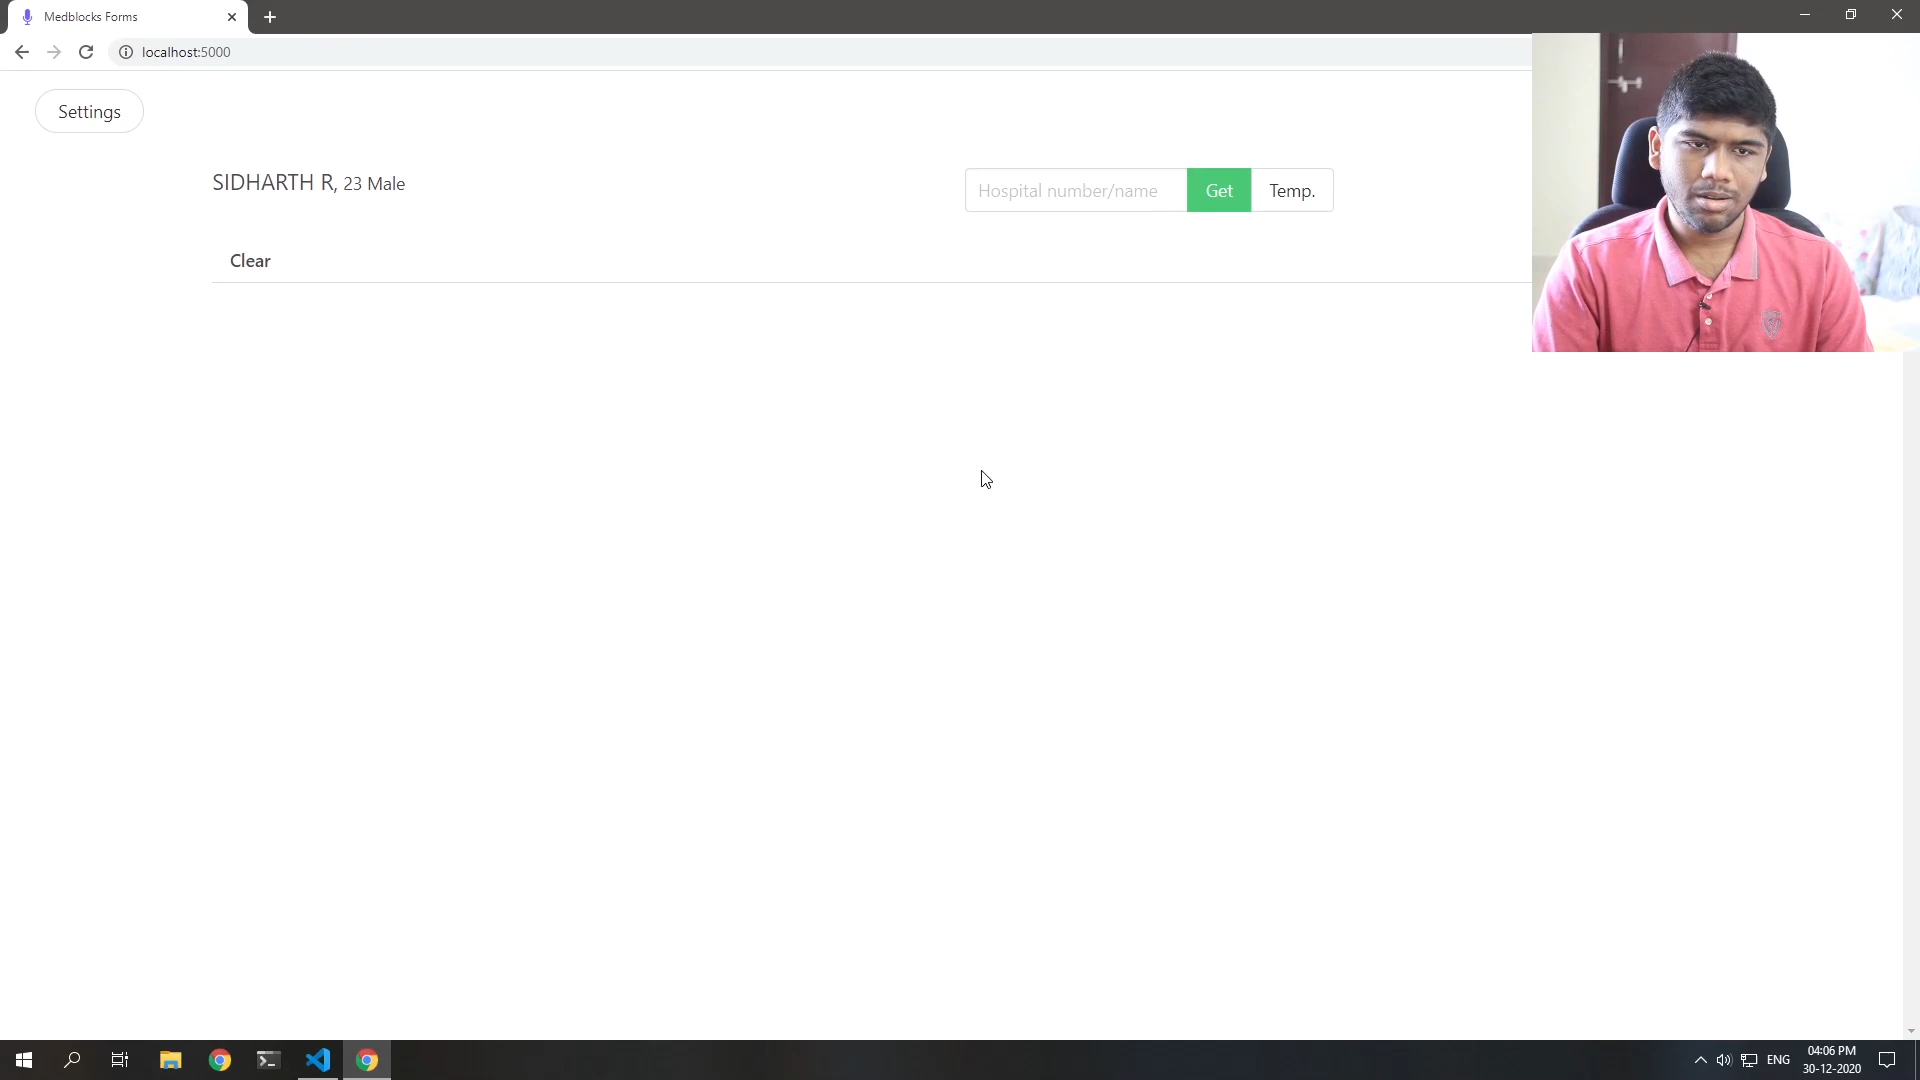 Medblocks Forms
localhost:5000
Settings
SIDHARTH R, 23 Male
Hospital number/name
Get
Temp.
Clear
ENG
04:06 PM
30-12-2020